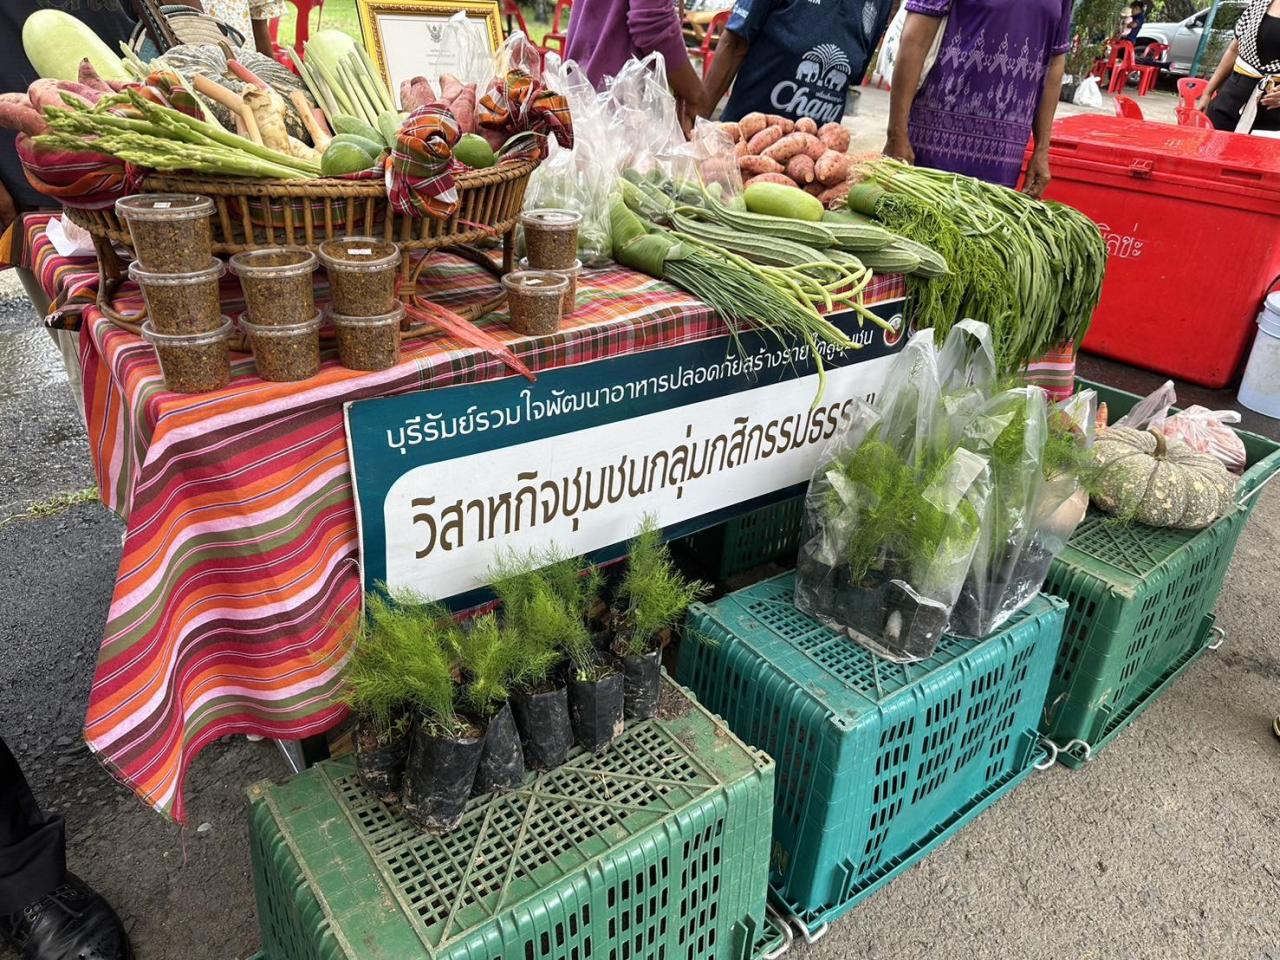 Chang
บุรีรัมย์รวมใจพัฒนาอาหารปลอดภัยสร้างรายได้สู่ชุมชน
วิสาหกิจชุมชนกลุ่มกสิกรรมธรร